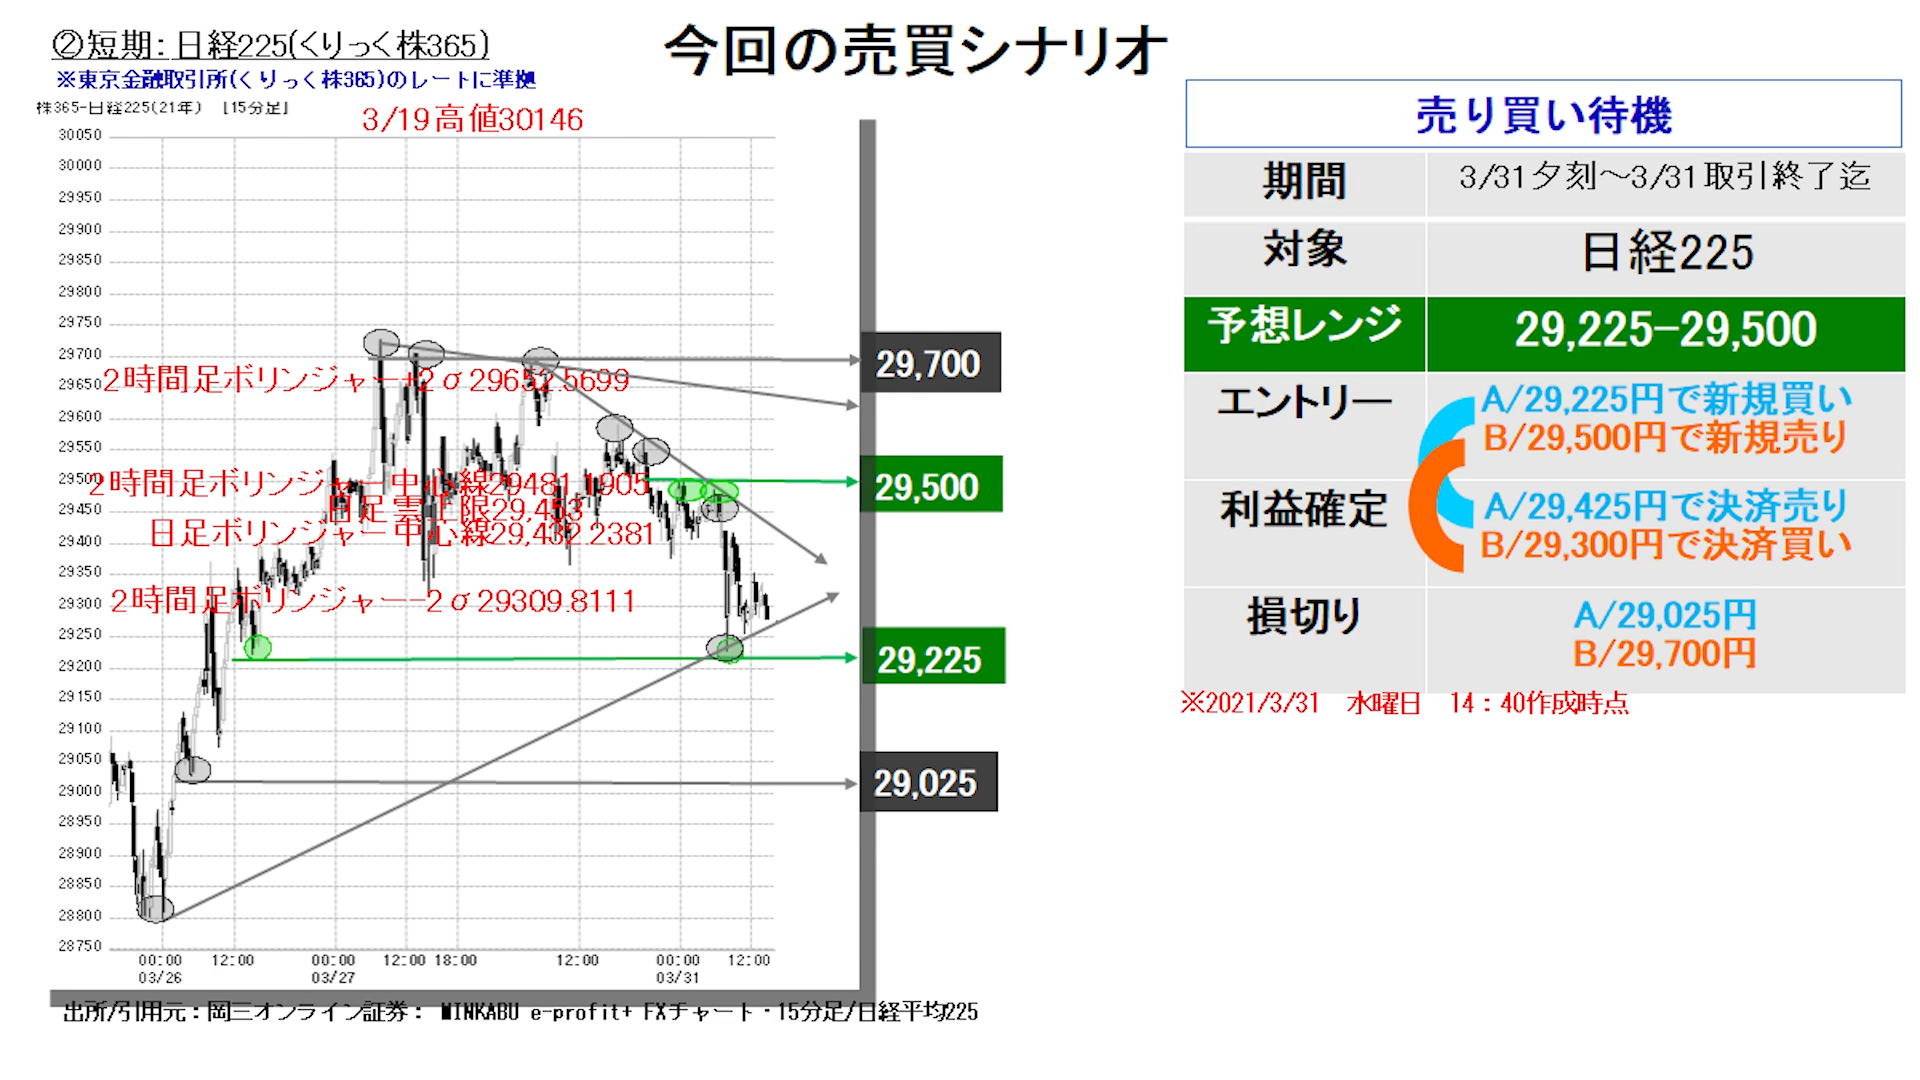 今回の売買シナリオ
②短期：日経225(くりっく株365)
※東京金融取引所(くりっく株365)のレートに準拠
株365-日経225(21年) [15分足]
3/19高値30146
30050
30000
29950
29900
29850
29800
29750
29700
29650
29600
29550
29500
29450
29400
29350
29300
29250
29200
29150
29100
29050
29000
28950
28900
28850
28800
28750
2時間足ボリンジャー+2σ29652.5699
2時間足ボリンジャー中心線29481.1905
日足雲上限29,453
日足ボリンジャー中心線29,432.2381
2時間足ボリンジャー-2σ29309.8111
29,700
29,500
29,225
29,025
00:00 12:00 00:00 12:00 18:00 12:00 00:00 12:00
03/26 03/27 03/31
出所/引用元：岡三オンライン証券： MINKABU e-profit+ FXチャート・15分足/日経平均225
売り買い待機
期間 3/31夕刻～3/31取引終了迄
対象 日経225
予想レンジ 29,225-29,500
エントリー A/29,225円で新規買い
B/29,500円で新規売り
利益確定 A/29,425円で決済売り
B/29,300円で決済買い
損切り A/29,025円
B/29,700円
※2021/3/31 水曜日 14：40作成時点